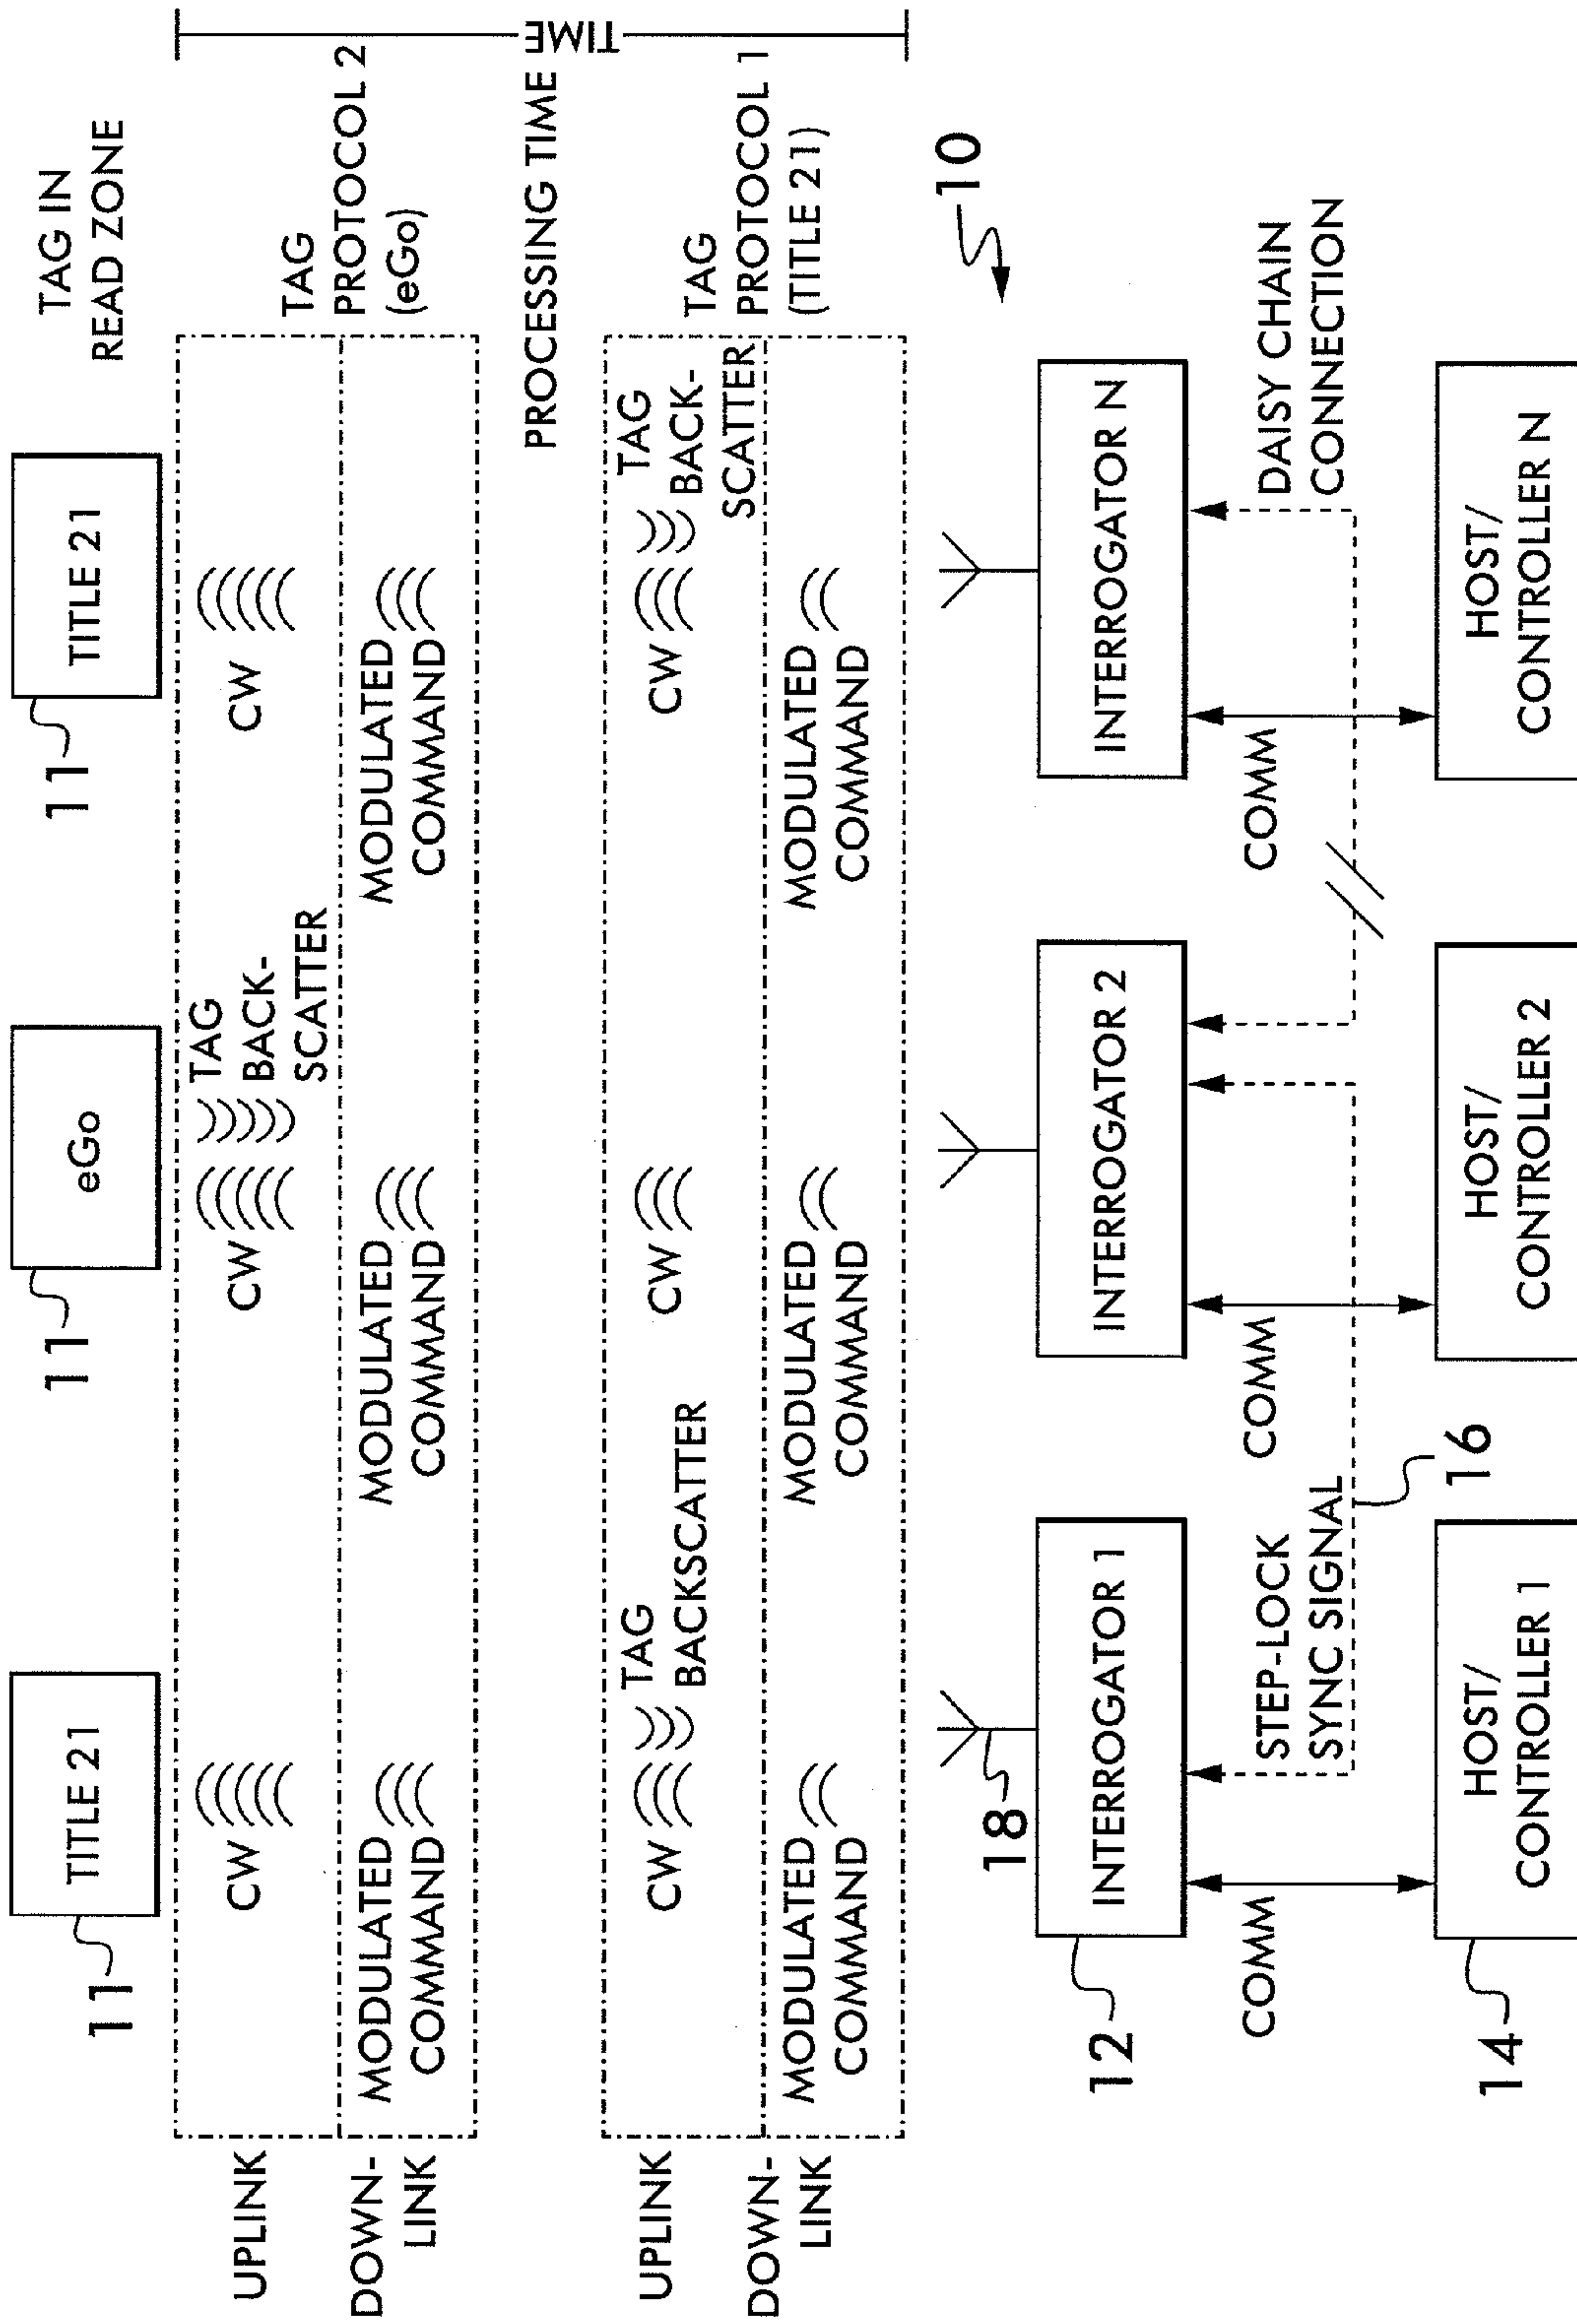 TAG IN
READ ZONE
11
TITLE 21
11
eGo
11
TITLE 21
UPLINK
CW
CW
TAG
BACK-
SCATTER
CW
TAG
PROTOCOL 2
(eGo)
DOWN-
LINK
MODULATED
COMMAND
MODULATED
COMMAND
MODULATED
COMMAND
PROCESSING TIME
TIME
UPLINK
CW
TAG
BACKSCATTER
CW
CW
TAG
BACK-
SCATTER
TAG
PROTOCOL 1
(TITLE 21)
DOWN-
LINK
MODULATED
COMMAND
MODULATED
COMMAND
MODULATED
COMMAND
18
10
12
INTERROGATOR 1
INTERROGATOR 2
INTERROGATOR N
COMM
STEP-LOCK
SYNC SIGNAL
16
COMM
COMM
DAISY CHAIN
CONNECTION
14
HOST/
CONTROLLER 1
HOST/
CONTROLLER 2
HOST/
CONTROLLER N